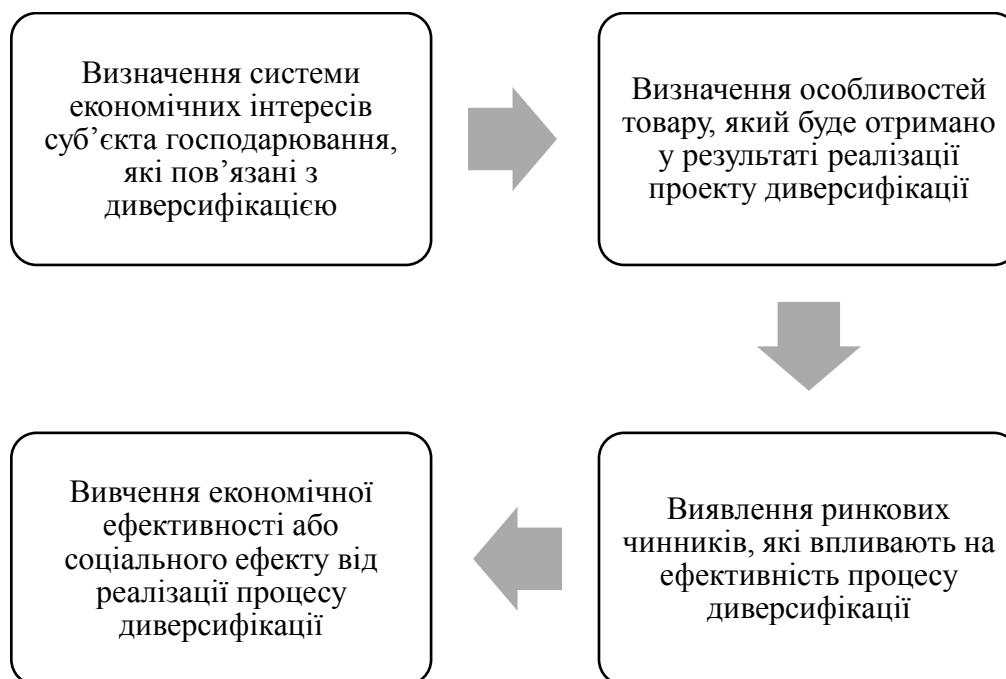 Визначення системи
економічних інтересів
суб’єкта господарювання,
які пов’язані з
диверсифікацією
Визначення особливостей
товару, який буде отримано
у результаті реалізації
проекту диверсифікації
Виявлення ринкових
чинників, які впливають на
ефективність процесу
диверсифікації
Вивчення економічної
ефективності або
соціального ефекту від
реалізації процесу
диверсифікації